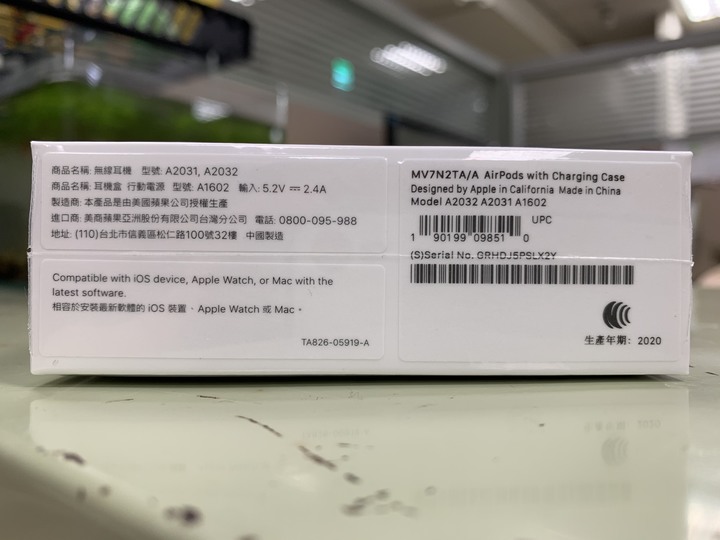 商品名稱: 無線耳機 型號: A2031, A2032
商品名稱: 耳機盒 行動電源 型號: A1602 輸入: 5.2V ⎓ 2.4A
製造商: 本產品是由美國蘋果公司授權生產
進口商: 美商蘋果亞洲股份有限公司台灣分公司 電話: 0800-095-988
地址: (110)台北市信義區松仁路100號32樓 中國製造
Compatible with iOS device, Apple Watch, or Mac with the
latest software.
相容於安裝最新軟體的 iOS 裝置、Apple Watch 或 Mac。
TA826-05919-A
MV7N2TA/A AirPods with Charging Case
Designed by Apple in California Made in China
Model A2032 A2031 A1602
UPC
1 90199 09851 0
(S)Serial No. GRHDJ5PSLX2Y
生產年期: 2020